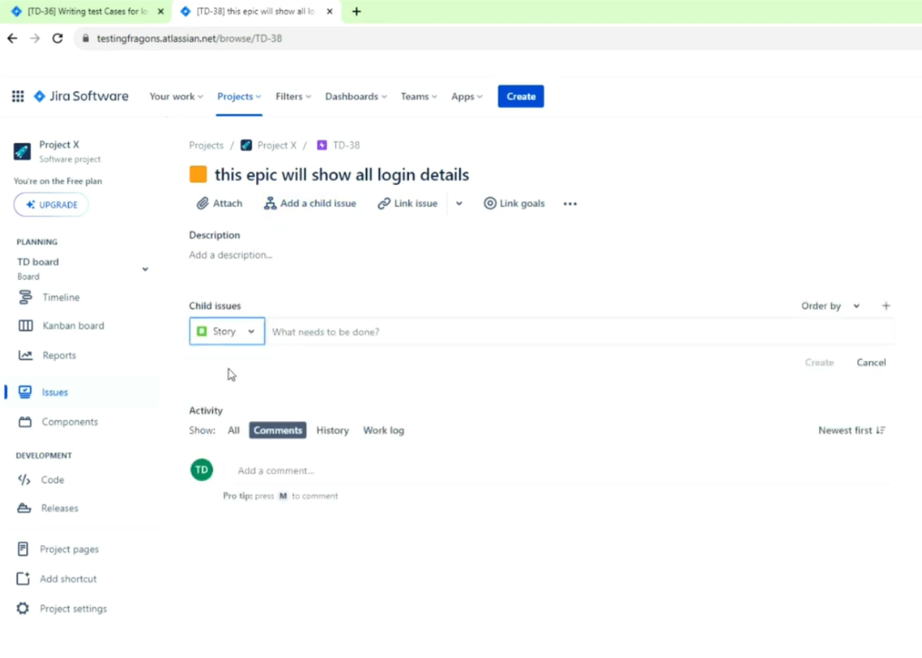 [TD-36] Writing test Cases for lo
[TD-38] this epic will show all lo
testingfragons.atlassian.net/browse/TD-38
Jira Software Your work Projects Filters Dashboards Teams Apps Create
Project X
Software project
You're on the Free plan
UPGRADE
PLANNING
TD board
Board
Timeline
Kanban board
Reports
Issues
Components
DEVELOPMENT
Code
Releases
Project pages
Add shortcut
Project settings
Projects / Project X / TD-38
this epic will show all login details
Attach Add a child issue Link issue Link goals
Description
Add a description...
Child issues Order by
Story What needs to be done?
Create Cancel
Activity
Show: All Comments History Work log Newest first
TD Add a comment...
Pro tip: press M to comment